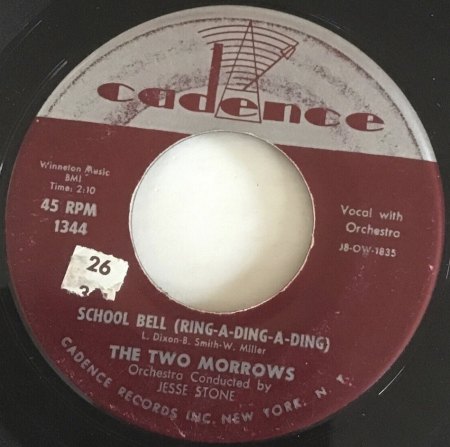 cadence
Winneton Music
BMI
Time: 2:10
45 RPM
1344
Vocal with
Orchestra
JB-OW-1835
26
SCHOOL BELL (RING-A-DING-A-DING)
L. Dixon-B. Smith-W. Miller
THE TWO MORROWS
Orchestra Conducted by
JESSE STONE
CADENCE RECORDS INC. NEW YORK. N. Y.